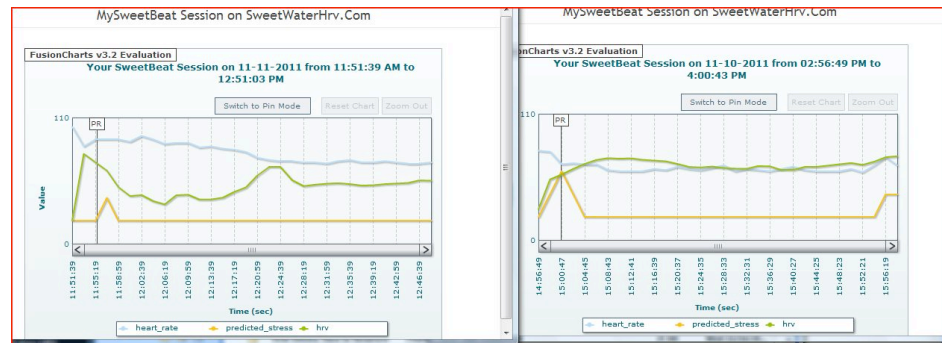 MySweetBeat Session on SweetWaterHrv.Com
FusionCharts v3.2 Evaluation
Your SweetBeat Session on 11-11-2011 from 11:51:39 AM to
12:51:03 PM
Switch to Pin Mode
Reset Chart
Zoom Out
110
PR
Value
0
11:51:39
11:55:19
11:58:59
12:02:39
12:06:19
12:09:59
12:13:39
12:17:19
12:20:59
12:24:39
12:28:19
12:31:59
12:35:39
12:39:19
12:42:59
12:46:39
Time (sec)
heart_rate
predicted_stress
hrv
MySweetBeat Session on SweetWaterHrv.Com
onCharts v3.2 Evaluation
Your SweetBeat Session on 11-10-2011 from 02:56:49 PM to
4:00:43 PM
Switch to Pin Mode
Reset Chart
Zoom Out
110
PR
0
14:56:49
15:00:47
15:04:45
15:08:43
15:12:41
15:16:39
15:20:37
15:24:35
15:28:33
15:32:31
15:36:29
15:40:27
15:44:25
15:48:23
15:52:21
15:56:19
Time (sec)
heart_rate
predicted_stress
hrv